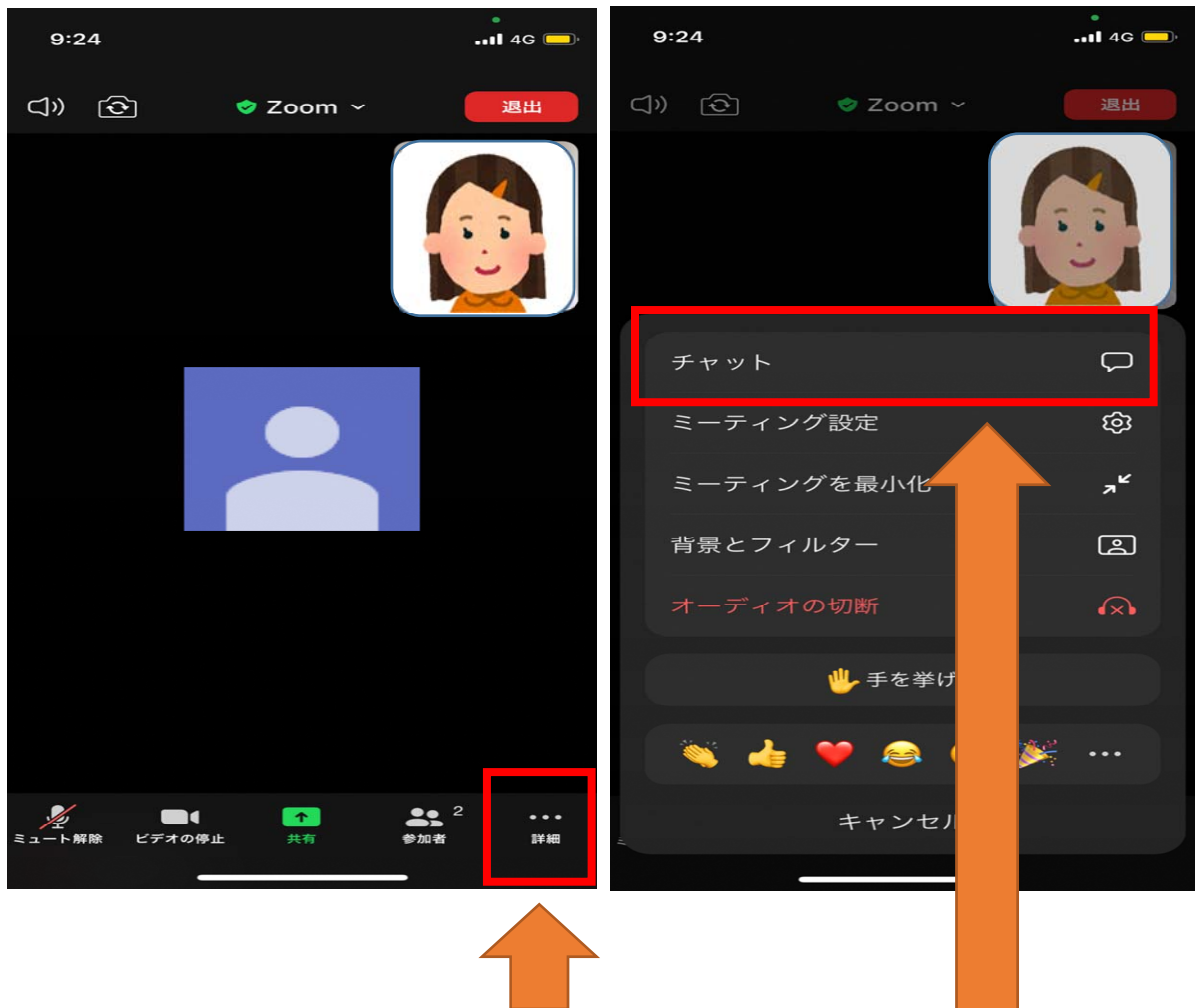 9:24
4G
Zoom
退出
ミュート解除
ビデオの停止
共有
参加者
2
詳細
9:24
4G
Zoom
退出
チャット
ミーティング設定
ミーティングを最小化
背景とフィルター
オーディオの切断
手を挙げ
キャンセル